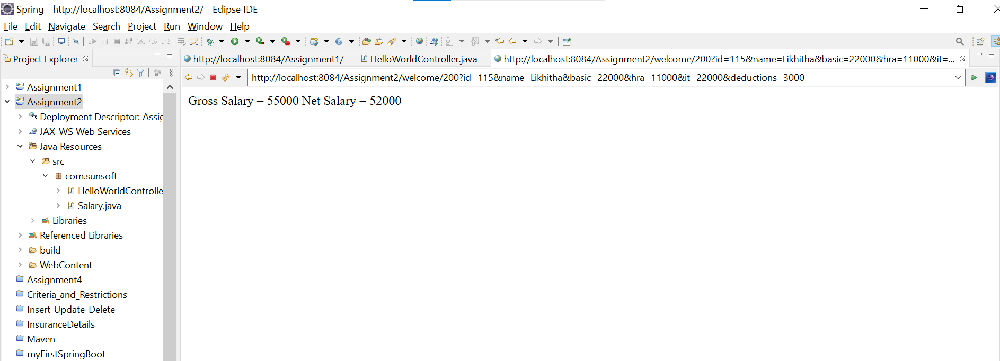 Spring - http://localhost:8084/Assignment2/ - Eclipse IDE
File Edit Navigate Search Project Run Window Help
Project Explorer
http://localhost:8084/Assignment1/
HelloWorldController.java
http://localhost:8084/Assignment2/welcome/200?id=115&name=Likhitha&basic=22000&hra=11000&it=...
http://localhost:8084/Assignment2/welcome/200?id=115&name=Likhitha&basic=22000&hra=11000&it=22000&deductions=3000
Gross Salary = 55000 Net Salary = 52000
Assignment1
Assignment2
Deployment Descriptor: Assig
JAX-WS Web Services
Java Resources
src
com.sunsoft
HelloWorldControlle
Salary.java
Libraries
Referenced Libraries
build
WebContent
Assignment4
Criteria_and_Restrictions
Insert_Update_Delete
InsuranceDetails
Maven
myFirstSpringBoot